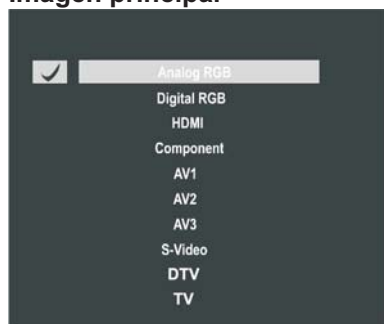 Imagen principal
Analog RGB
Digital RGB
HDMI
Component
AV1
AV2
AV3
S-Video
DTV
TV